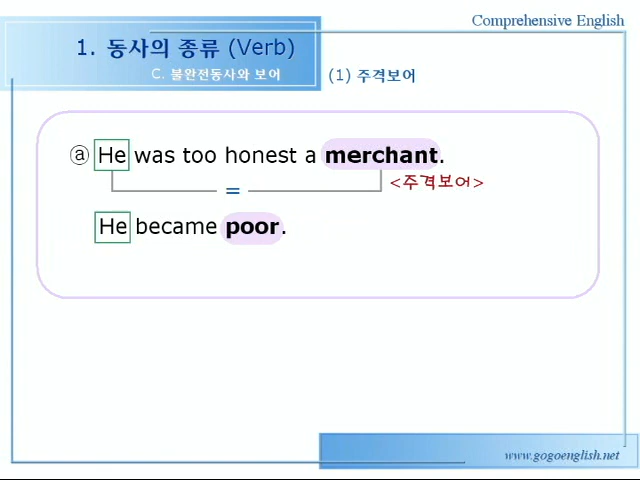 Comprehensive English
1. 동사의 종류 (Verb)
C. 불완전동사와 보어
(1) 주격보어
ⓐ He was too honest a merchant.
= <주격보어>
He became poor.
www.gogoenglish.net